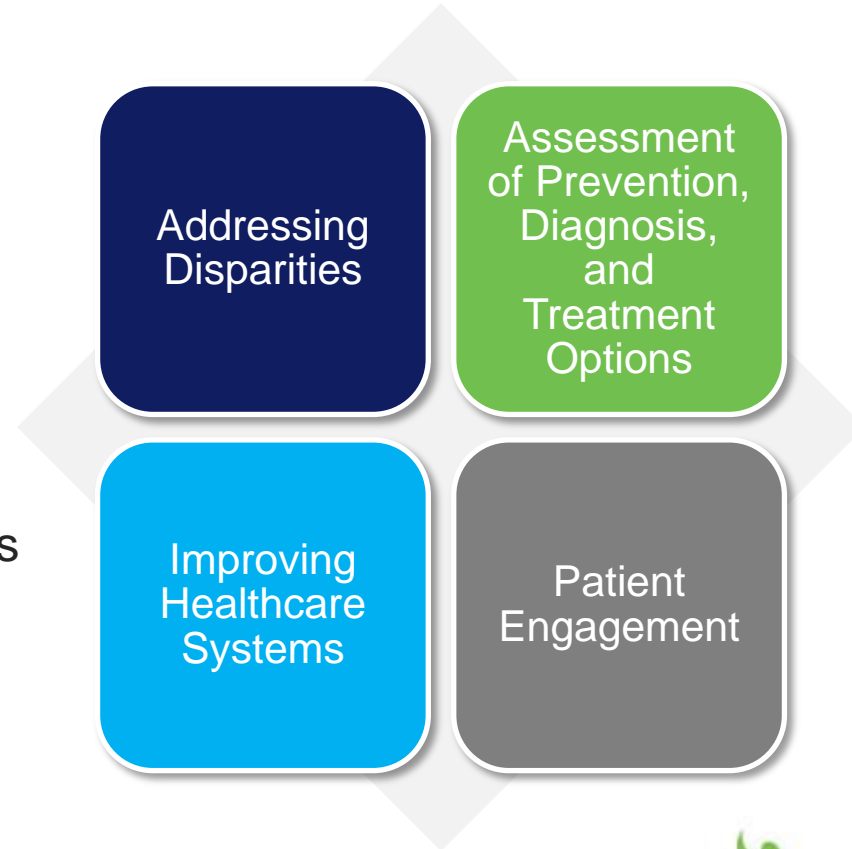 Addressing
Disparities
Assessment
of Prevention,
Diagnosis,
and
Treatment
Options
s
Improving
Healthcare
Systems
Patient
Engagement